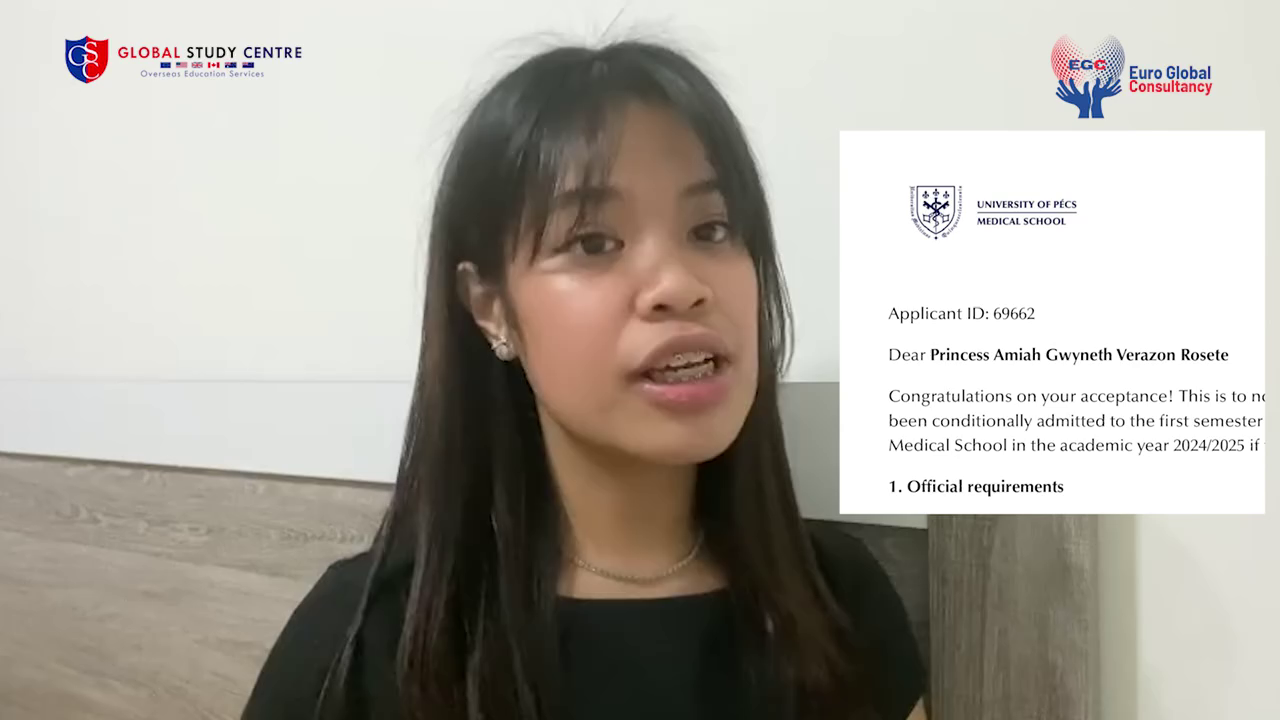 GSC
GLOBAL STUDY CENTRE
Overseas Education Services
EGC
Euro Global
Consultancy
UNIVERSITY OF PÉCS
MEDICAL SCHOOL
Applicant ID: 69662
Dear Princess Amiah Gwyneth Verazon Rosete
Congratulations on your acceptance! This is to
been conditionally admitted to the first semester
Medical School in the academic year 2024/2025 if
1. Official requirements